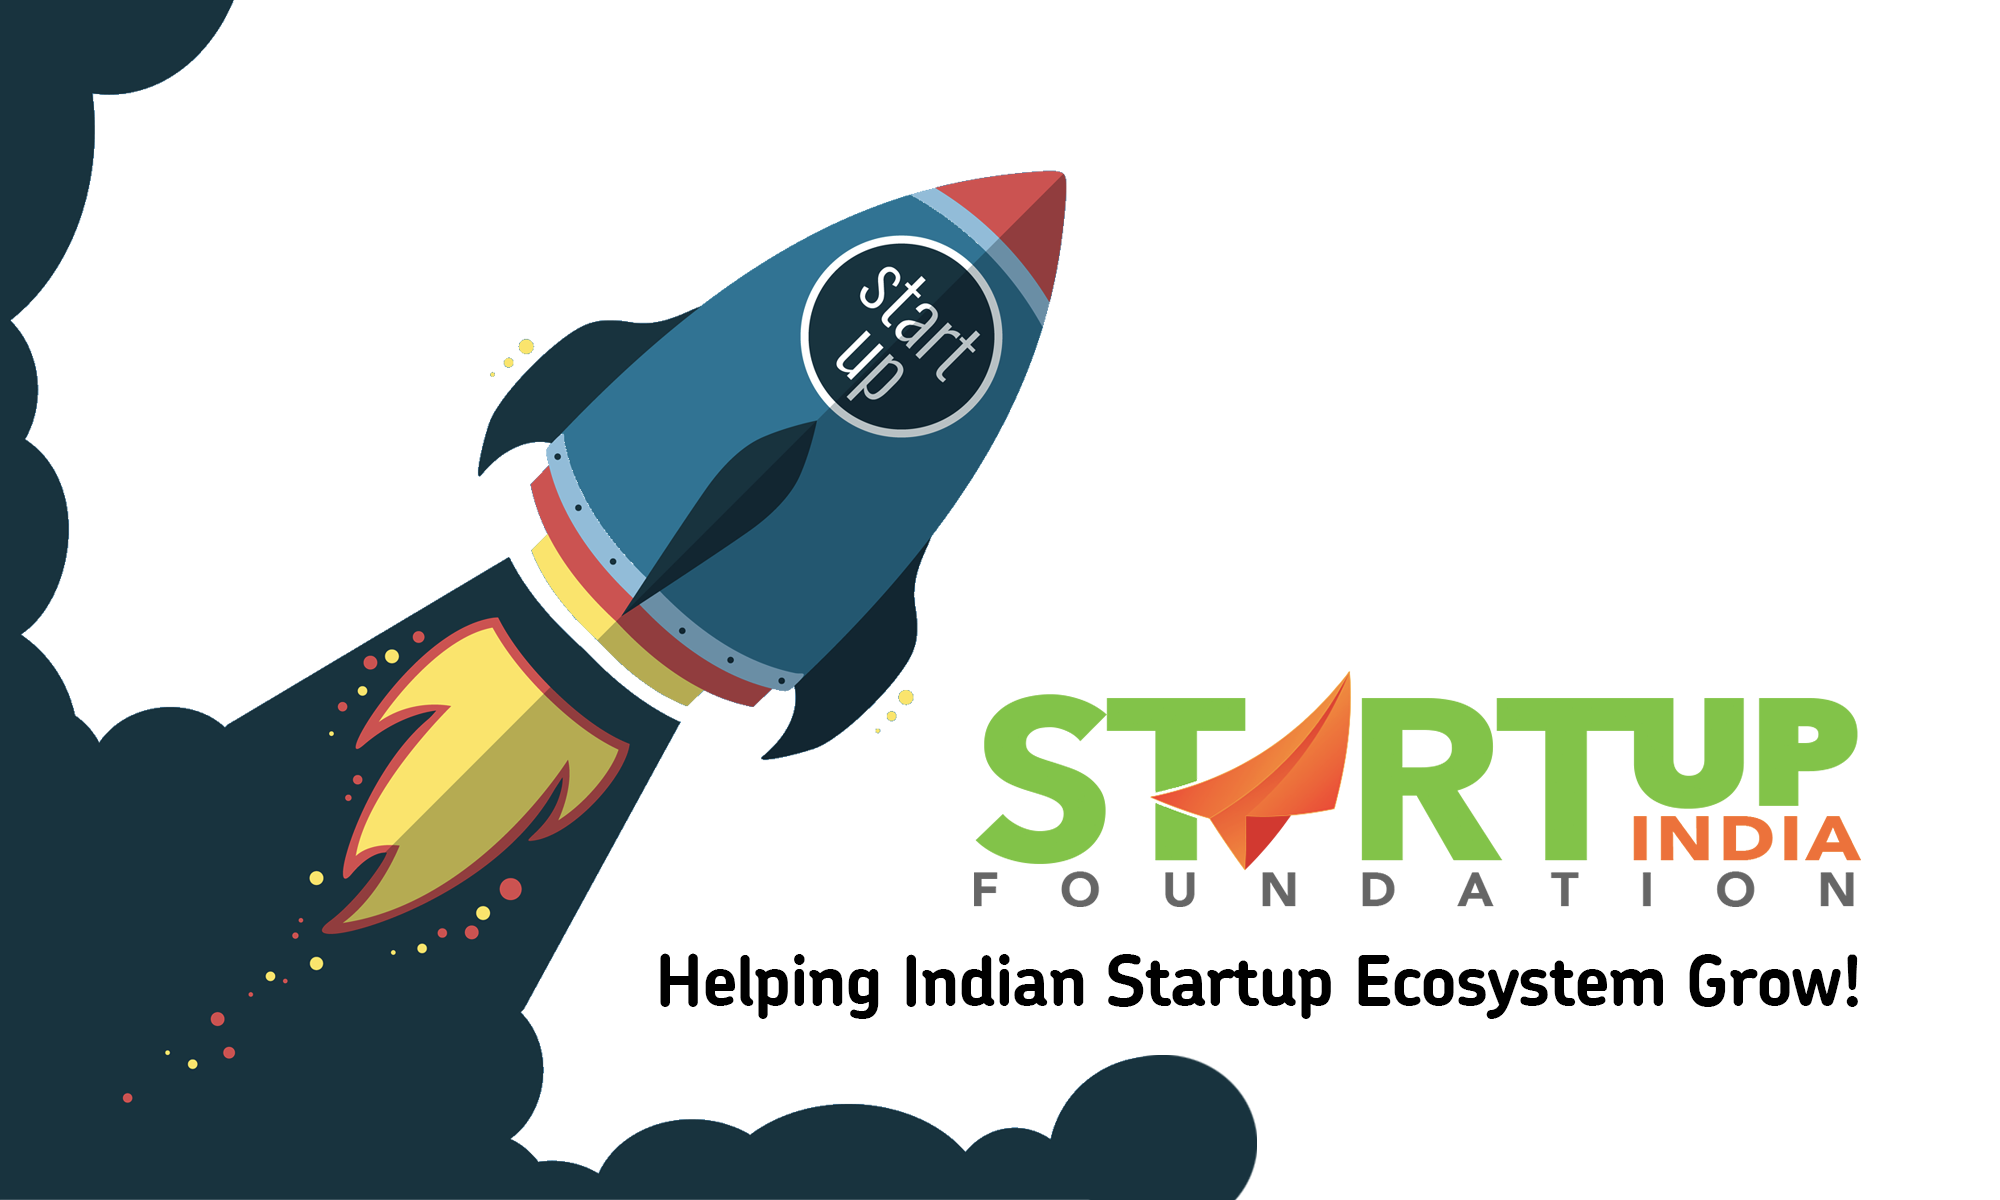 start
up
STARTUP
INDIA
FOUNDATION
Helping Indian Startup Ecosystem Grow!